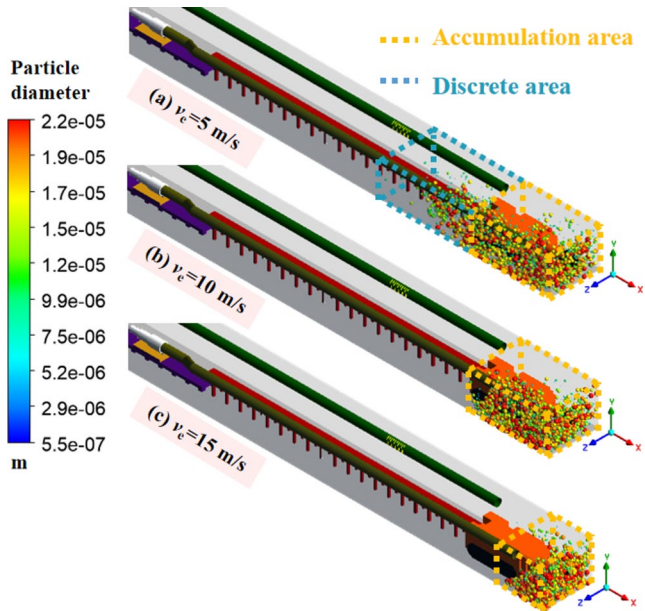 Accumulation area
Discrete area
Particle
diameter
2.2e-05
1.9e-05
1.7e-05
1.5e-05
1.2e-05
9.9e-06
7.5e-06
5.2e-06
2.9e-06
5.5e-07
m
(a) vₑ=5 m/s
Y
Z X
(b) vₑ=10 m/s
Y
Z X
(c) vₑ=15 m/s
Y
Z X